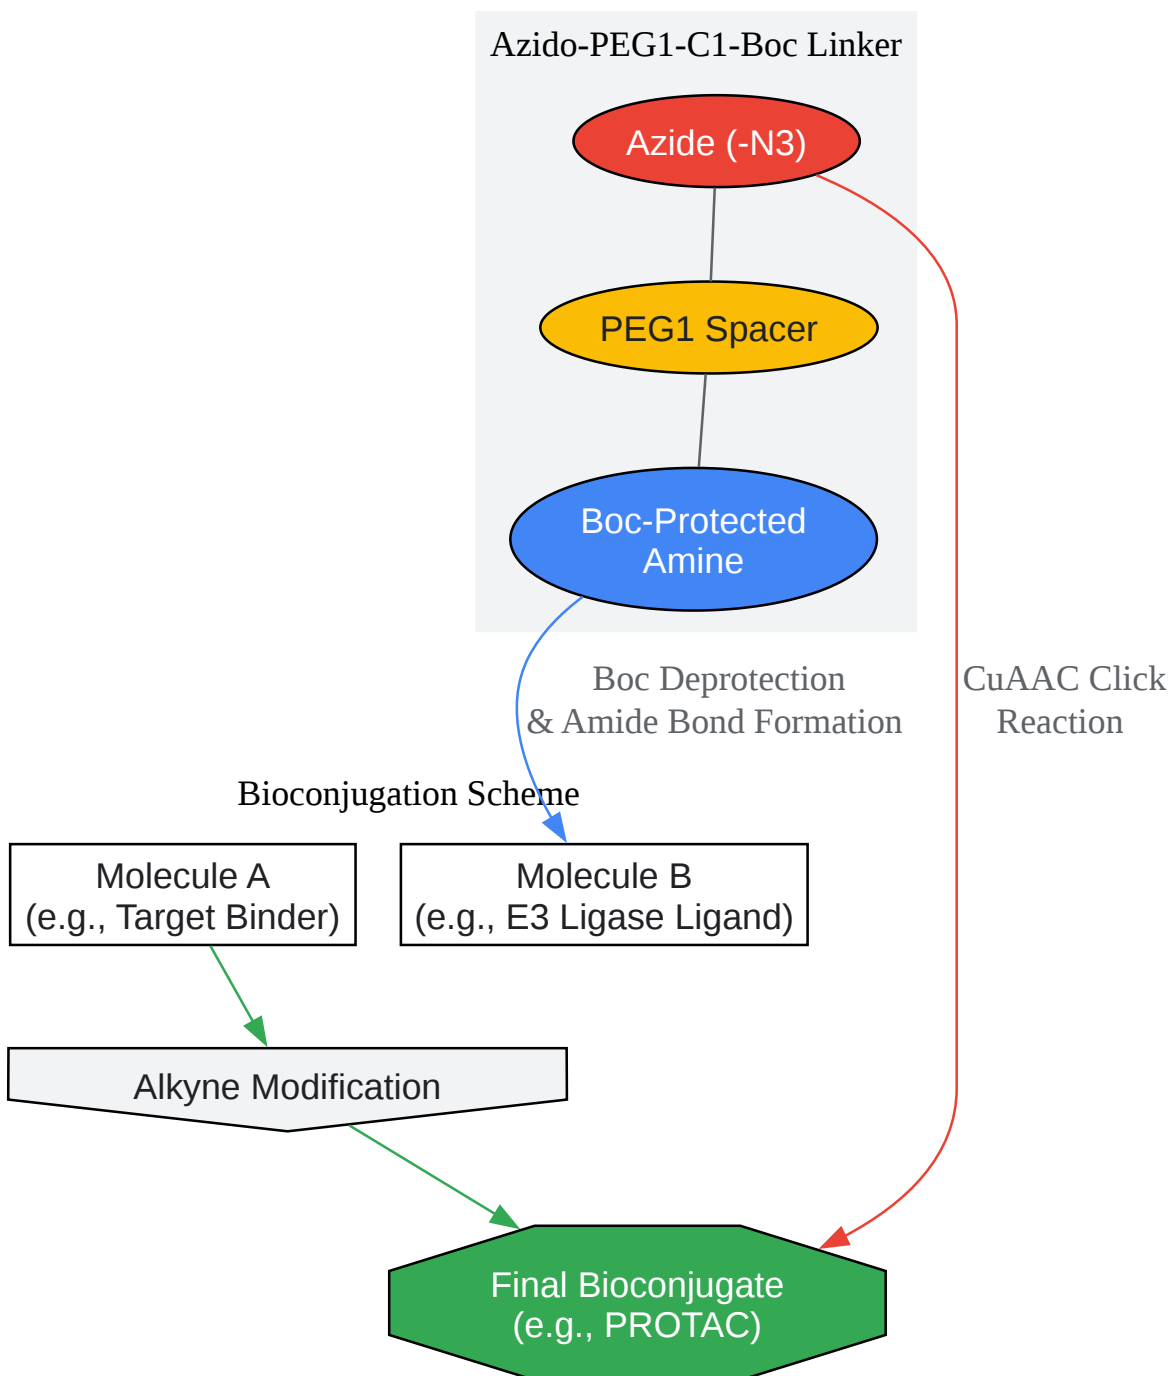 Azido-PEG1-C1-Boc Linker
Azide (-N3)
PEG1 Spacer
Boc-Protected
Amine
Boc Deprotection
& Amide Bond Formation
CuAAC Click
Reaction
Bioconjugation Scheme
Molecule A
(e.g., Target Binder)
Molecule B
(e.g., E3 Ligase Ligand)
Alkyne Modification
Final Bioconjugate
(e.g., PROTAC)